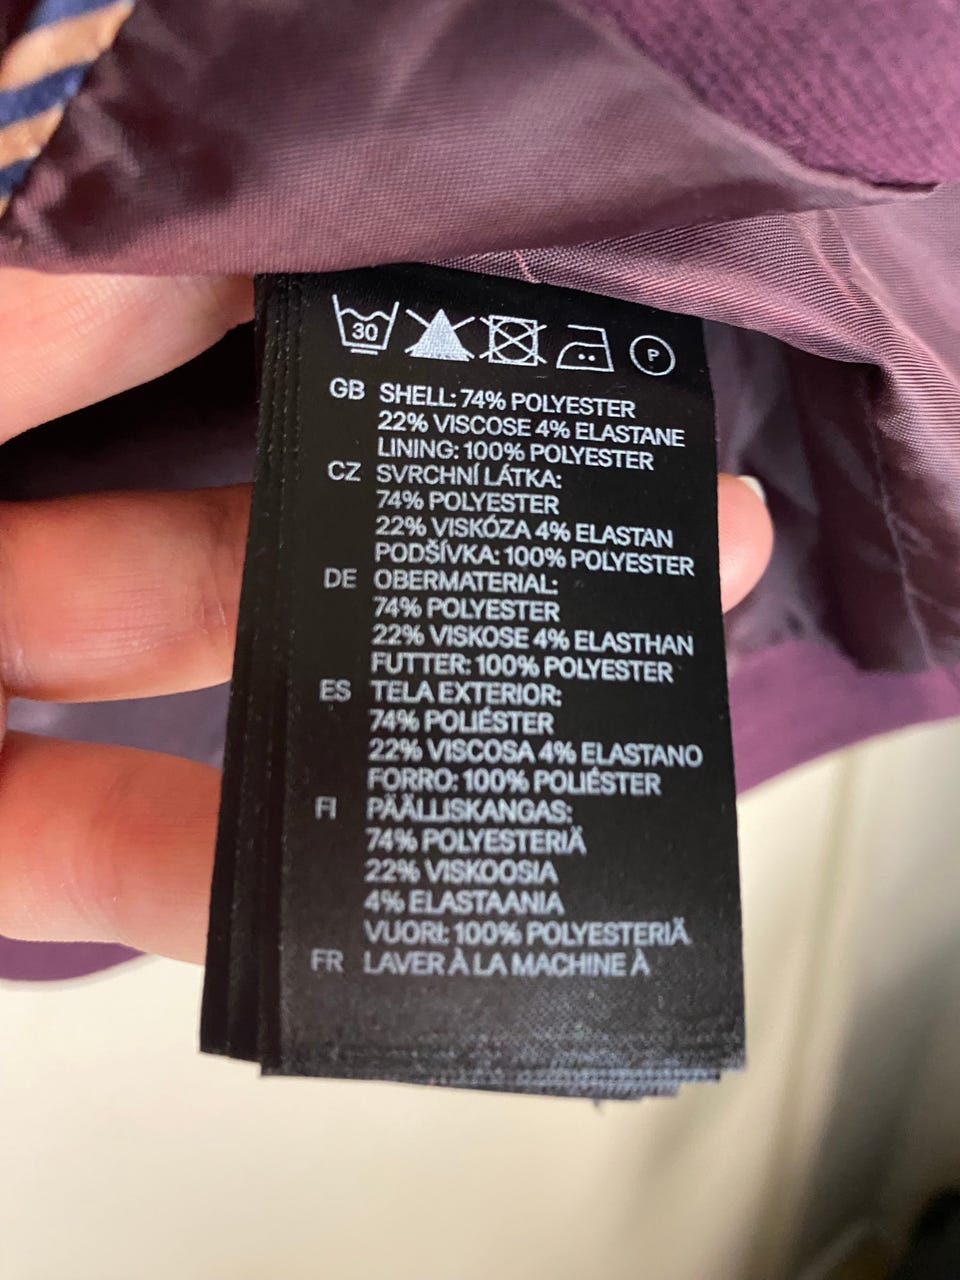 30
P
GB SHELL: 74% POLYESTER
22% VISCOSE 4% ELASTANE
LINING: 100% POLYESTER
CZ SVRCHNÍ LÁTKA:
74% POLYESTER
22% VISKÓZA 4% ELASTAN
PODŠÍVKA: 100% POLYESTER
DE OBERMATERIAL:
74% POLYESTER
22% VISKOSE 4% ELASTHAN
FUTTER: 100% POLYESTER
ES TELA EXTERIOR:
74% POLIÉSTER
22% VISCOSA 4% ELASTANO
FORRO: 100% POLIÉSTER
FI PÄÄLLISKANGAS:
74% POLYESTERIÄ
22% VISKOOSIA
4% ELASTAANIA
VUORI: 100% POLYESTERIÄ
FR LAVER À LA MACHINE À